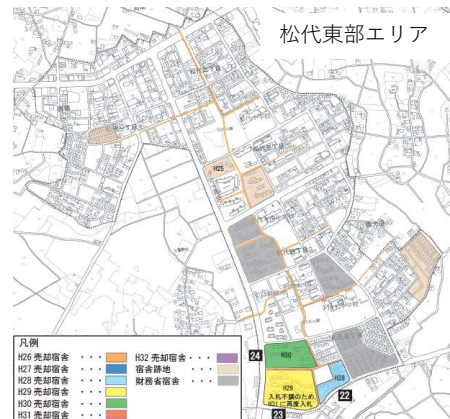 松代東部エリア
H25
24
H30
H29
入札不調のため
H31に再度入札
H28
22
23
凡例
H26 売却宿舎 ・・・
H27 売却宿舎 ・・・
H28 売却宿舎 ・・・
H29 売却宿舎 ・・・
H30 売却宿舎 ・・・
H31 売却宿舎 ・・・
H32 売却宿舎 ・・・
宿舎跡地 ・・・
財務省宿舎 ・・・